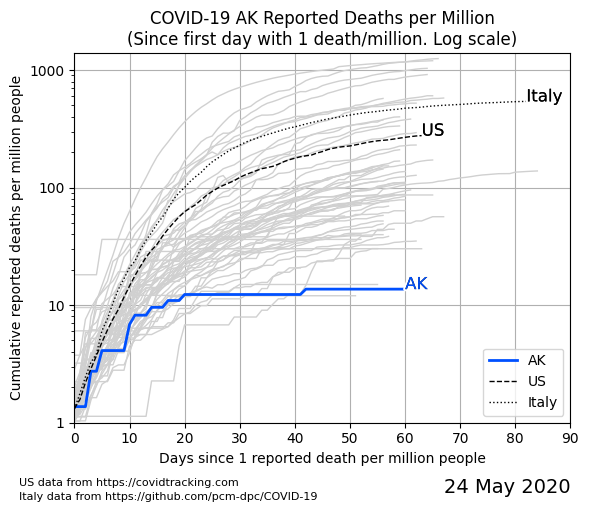 COVID-19 AK Reported Deaths per Million
(Since first day with 1 death/million. Log scale)
Cumulative reported deaths per million people
1000
100
10
1
Italy
US
AK
AK
US
Italy
0 10 20 30 40 50 60 70 80 90
Days since 1 reported death per million people
US data from https://covidtracking.com
Italy data from https://github.com/pcm-dpc/COVID-19
24 May 2020